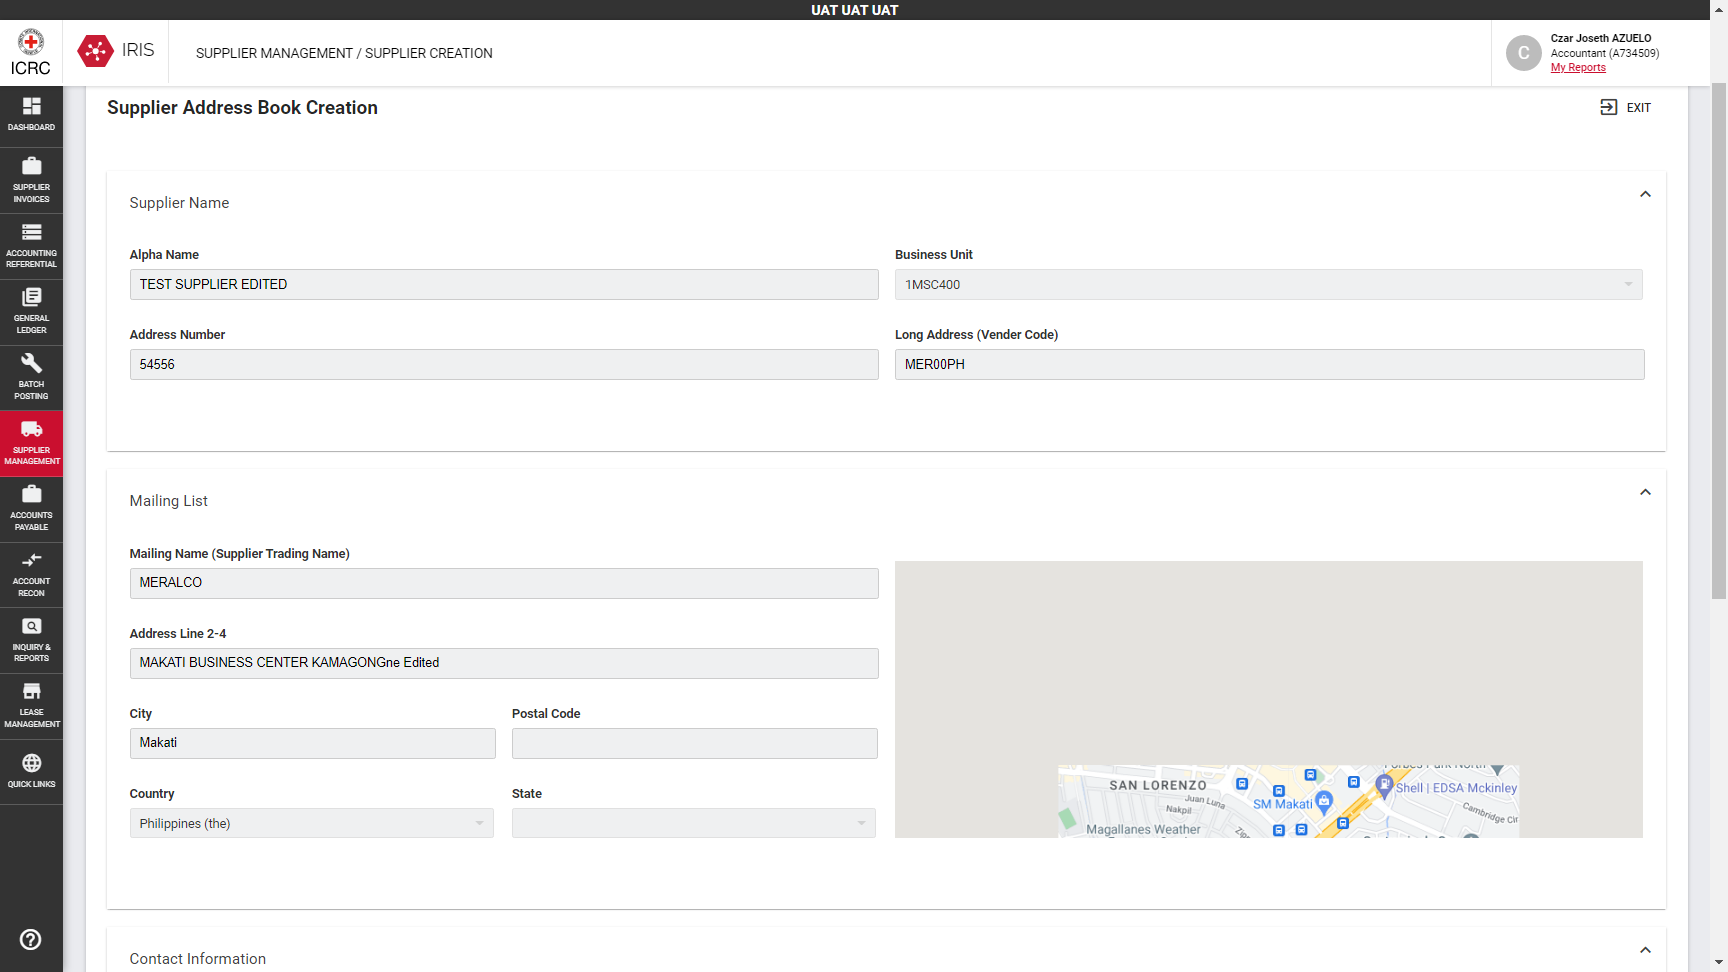 UAT UAT UAT
ICRC
IRIS
SUPPLIER MANAGEMENT / SUPPLIER CREATION
C
Czar Joseth AZUELO
Accountant (A734509)
My Reports
DASHBOARD
SUPPLIER
INVOICES
ACCOUNTING
REFERENTIAL
GENERAL
LEDGER
BATCH
POSTING
SUPPLIER
MANAGEMENT
ACCOUNTS
PAYABLE
ACCOUNT
RECON
INQUIRY &
REPORTS
LEASE
MANAGEMENT
QUICK LINKS
Supplier Address Book Creation
EXIT
Supplier Name
Alpha Name
TEST SUPPLIER EDITED
Business Unit
1MSC400
Address Number
54556
Long Address (Vender Code)
MER00PH
Mailing List
Mailing Name (Supplier Trading Name)
MERALCO
Address Line 2-4
MAKATI BUSINESS CENTER KAMAGONGne Edited
City
Makati
Postal Code
Country
Philippines (the)
State
Forbes Park North
SAN LORENZO
Shell | EDSA Mckinley
Juan Luna
SM Makati
Nakpil
Cambridge Cir
Magallanes Weather
Contact Information